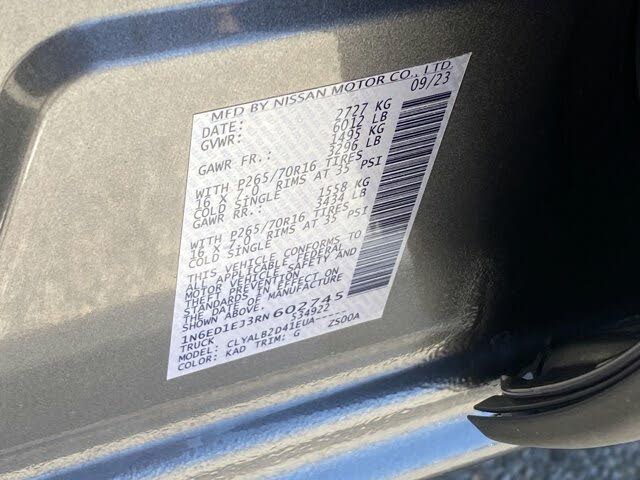 MFD BY NISSAN MOTOR CO., LTD.
DATE: 09/23
GVWR: 2727 KG
6012 LB
GAWR FR.: 1495 KG
3296 LB
WITH P265/70R16 TIRES
16 X 7.0 RIMS AT 35 PSI
COLD SINGLE
GAWR RR.: 1558 KG
3434 LB
WITH P265/70R16 TIRES
16 X 7.0 RIMS AT 35 PSI
COLD SINGLE
THIS VEHICLE CONFORMS TO
ALL APPLICABLE FEDERAL
MOTOR VEHICLE SAFETY AND
THEFT PREVENTION
STANDARDS IN EFFECT ON
THE DATE OF MANUFACTURE
SHOWN ABOVE.
1N6ED1EJ3RN602745
TRUCK 534922
MODEL: CLYALB2D41EUA-----
COLOR: KAD TRIM: G ZS00A